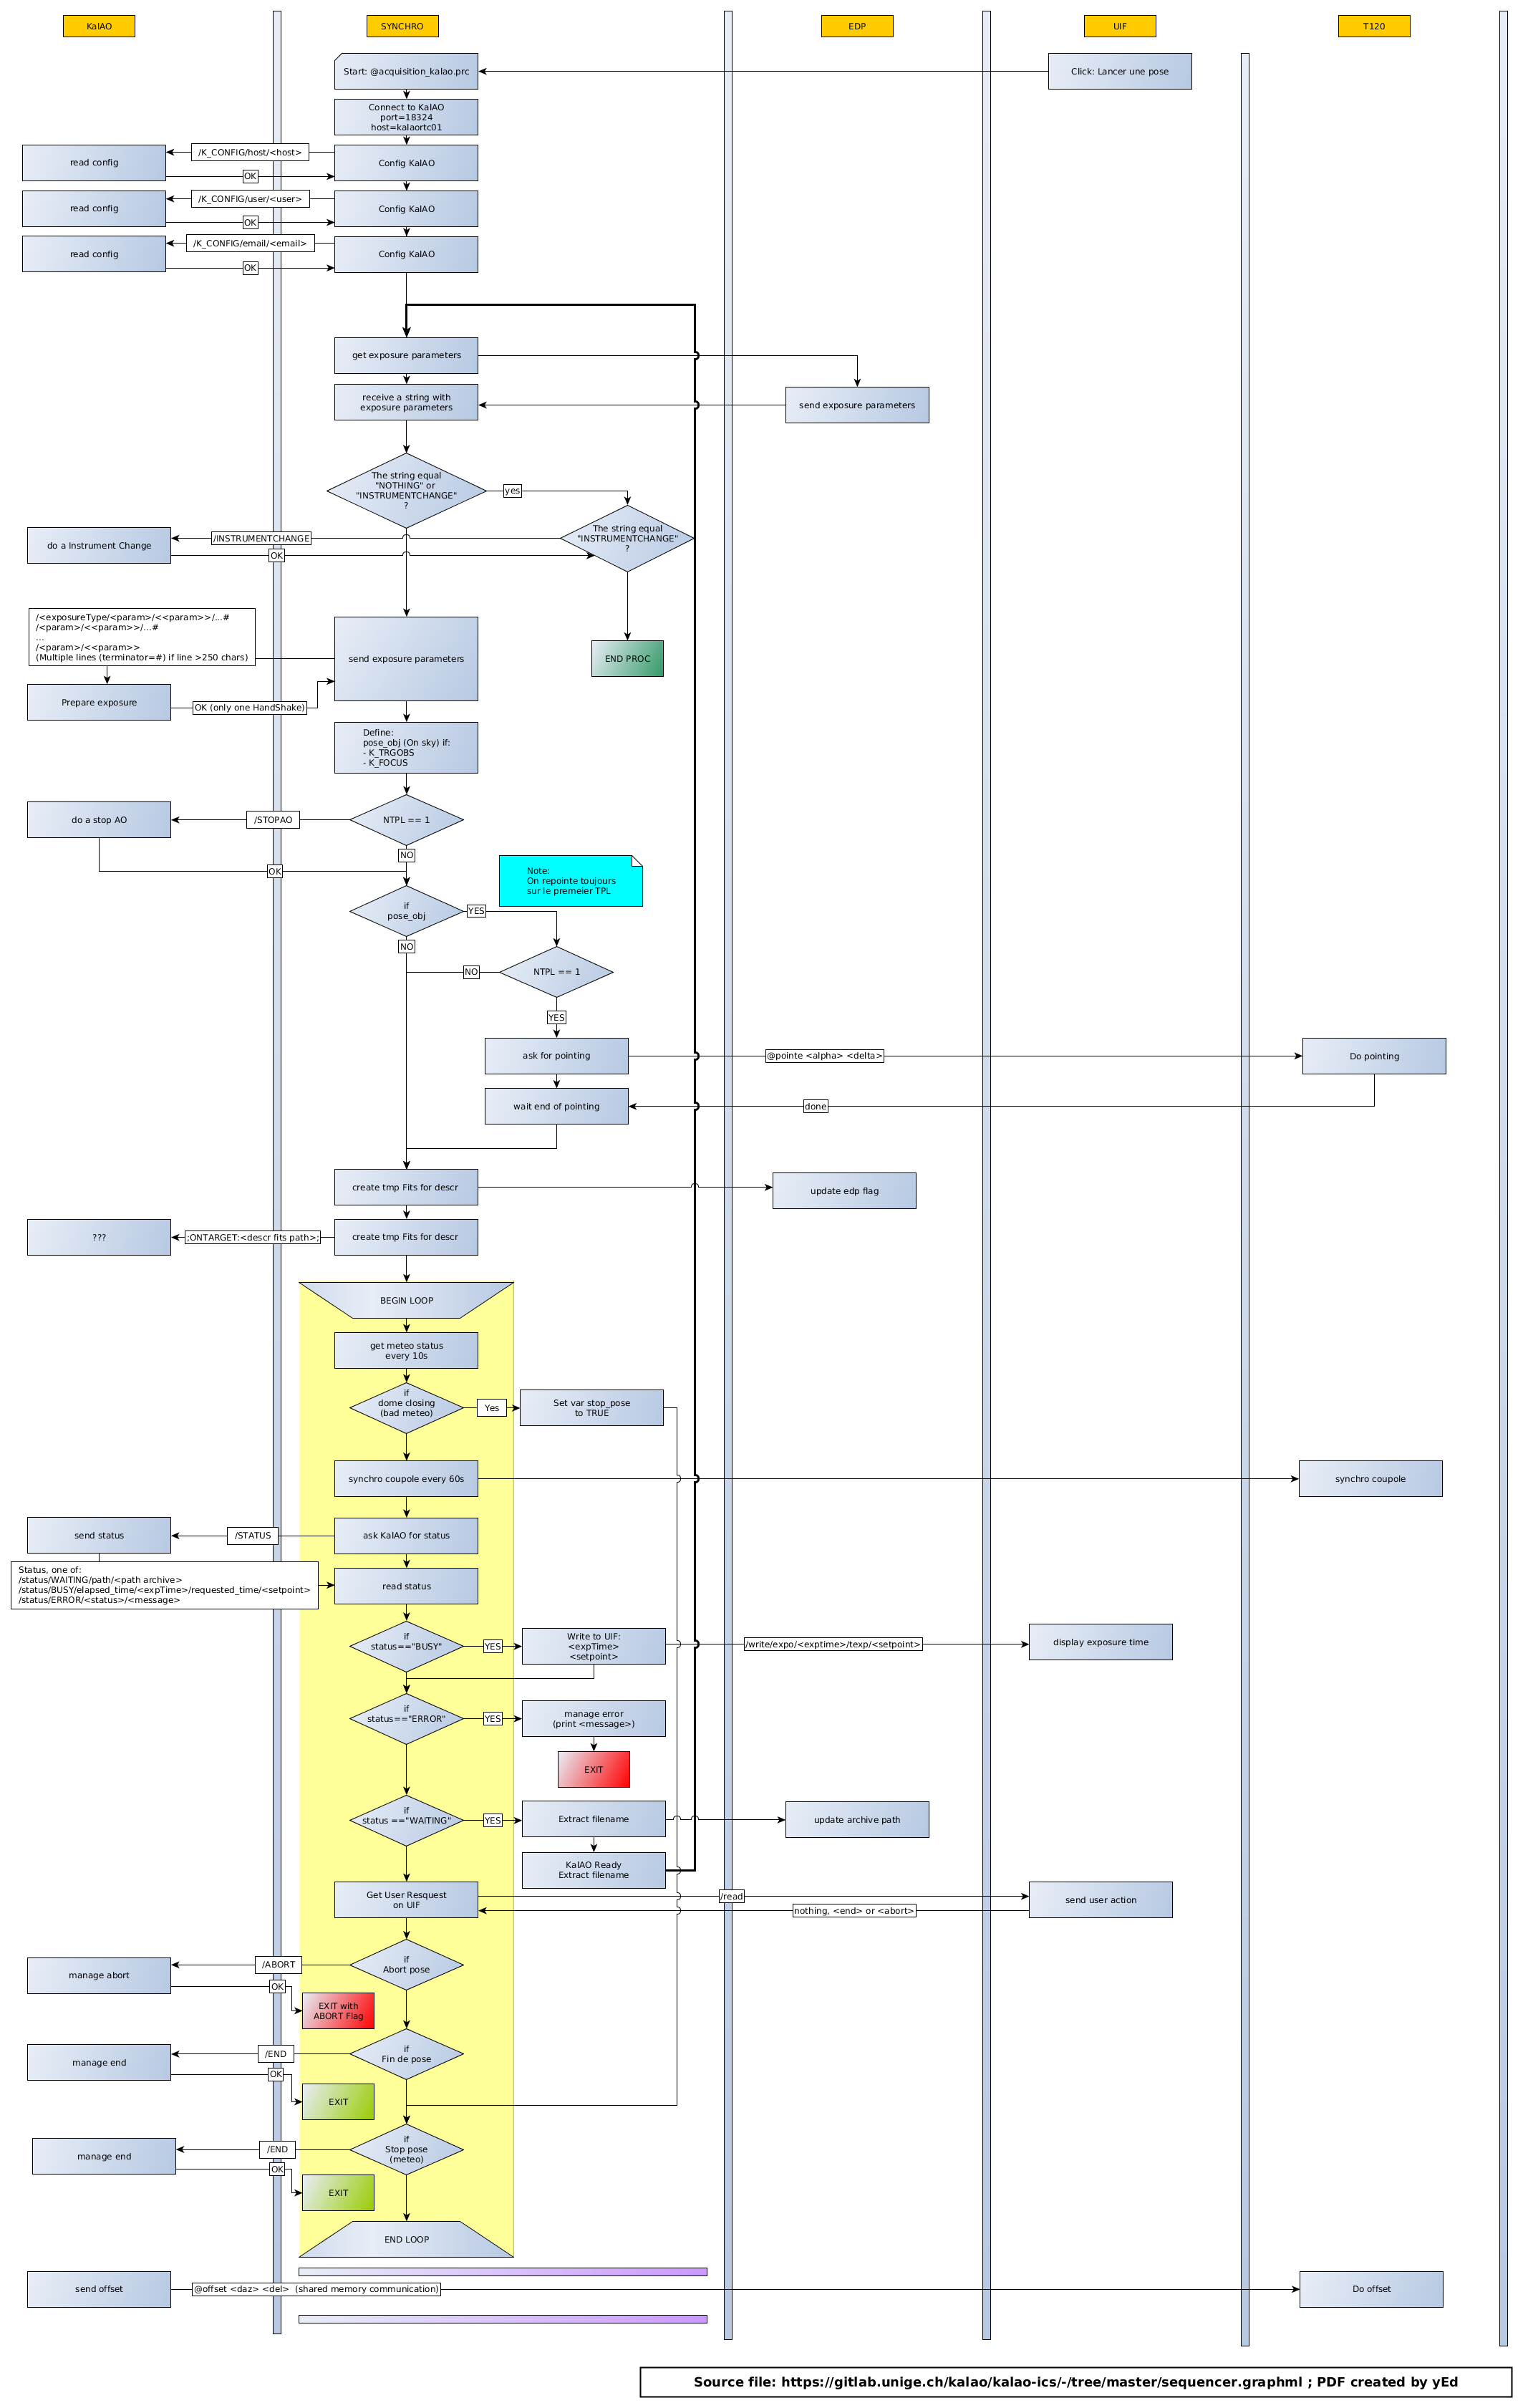 KalAO
SYNCHRO
EDP
UIF
T120
Start: @acquisition_kalao.prc
Click: Lancer une pose
Connect to KalAO
port=18324
host=kalaortc01
read config
/K_CONFIG/host/<host>
Config KalAO
OK
read config
/K_CONFIG/user/<user>
Config KalAO
OK
read config
/K_CONFIG/email/<email>
Config KalAO
OK
get exposure parameters
receive a string with
exposure parameters
send exposure parameters
The string equal
"NOTHING" or
"INSTRUMENTCHANGE"
?
yes
The string equal
"INSTRUMENTCHANGE"
?
do a Instrument Change
/INSTRUMENTCHANGE
OK
/<exposureType/<param>/<<param>>/...#
/<param>/<<param>>/...#
...
/<param>/<<param>>
(Multiple lines (terminator=#) if line >250 chars)
send exposure parameters
END PROC
Prepare exposure
OK (only one HandShake)
Define:
pose_obj (On sky) if:
- K_TRGOBS
- K_FOCUS
do a stop AO
/STOPAO
NTPL == 1
NO
OK
Note:
On repointe toujours
sur le premeier TPL
if
pose_obj
YES
NO
NO
NTPL == 1
YES
ask for pointing
@pointe <alpha> <delta>
Do pointing
wait end of pointing
done
create tmp Fits for descr
update edp flag
???
;ONTARGET:<descr fits path>;
create tmp Fits for descr
BEGIN LOOP
get meteo status
every 10s
if
dome closing
(bad meteo)
Yes
Set var stop_pose
to TRUE
synchro coupole every 60s
synchro coupole
send status
/STATUS
ask KalAO for status
Status, one of:
/status/WAITING/path/<path archive>
/status/BUSY/elapsed_time/<expTime>/requested_time/<setpoint>
/status/ERROR/<status>/<message>
read status
if
status=="BUSY"
YES
Write to UIF:
<expTime>
<setpoint>
/write/expo/<exptime>/texp/<setpoint>
display exposure time
if
status=="ERROR"
YES
manage error
(print <message>)
EXIT
if
status =="WAITING"
YES
Extract filename
update archive path
KalAO Ready
Extract filename
Get User Resquest
on UIF
/read
send user action
nothing, <end> or <abort>
if
Abort pose
/ABORT
manage abort
OK
EXIT with
ABORT Flag
if
Fin de pose
/END
manage end
OK
EXIT
if
Stop pose
(meteo)
/END
manage end
OK
EXIT
END LOOP
send offset
@offset <daz> <del>  (shared memory communication)
Do offset
Source file: https://gitlab.unige.ch/kalao/kalao-ics/-/tree/master/sequencer.graphml ; PDF created by yEd